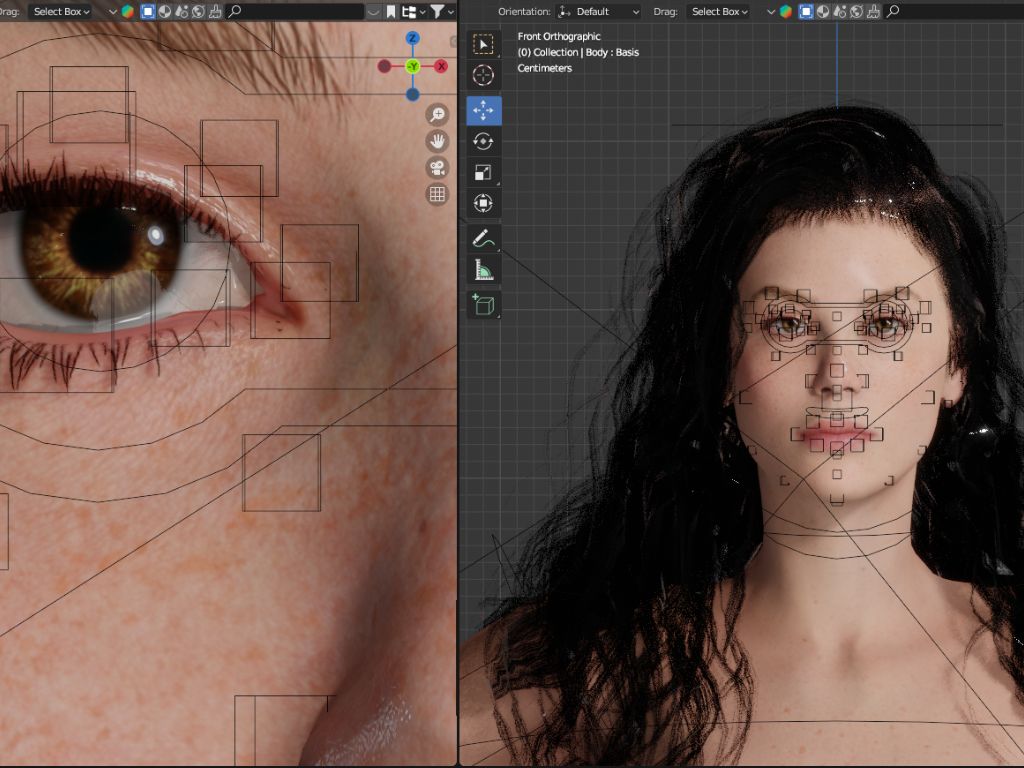 Drag:
Select Box
Z
-Y
X
Orientation:
Default
Drag:
Select Box
Front Orthographic
(0) Collection | Body : Basis
Centimeters